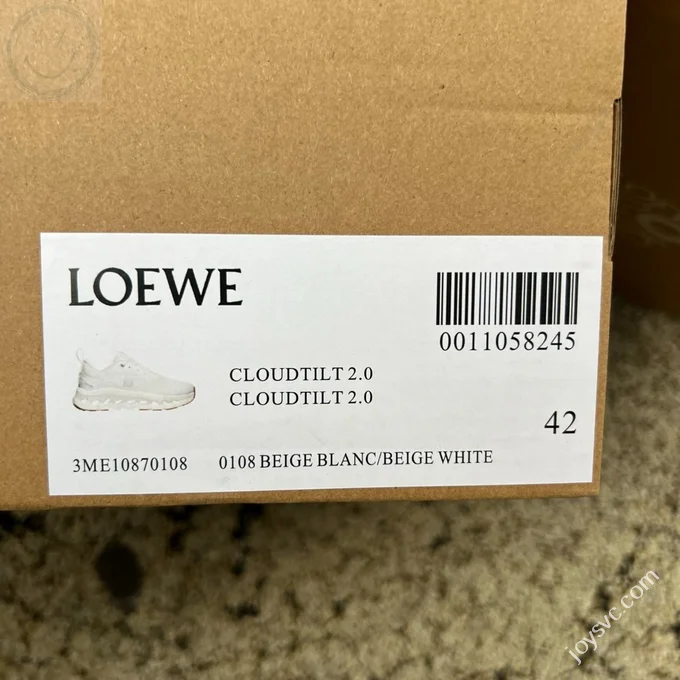 LOEWE
0011058245
CLOUDTILT 2.0
CLOUDTILT 2.0
42
3ME10870108 0108 BEIGE BLANC/BEIGE WHITE
joysvc.com